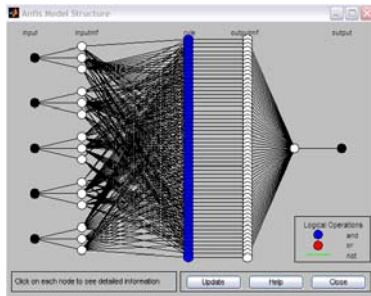 Anfis Model Structure
input inputmf rule outputmf output
Logical Operations
and
or
not
Click on each node to see detailed information
Update Help Close